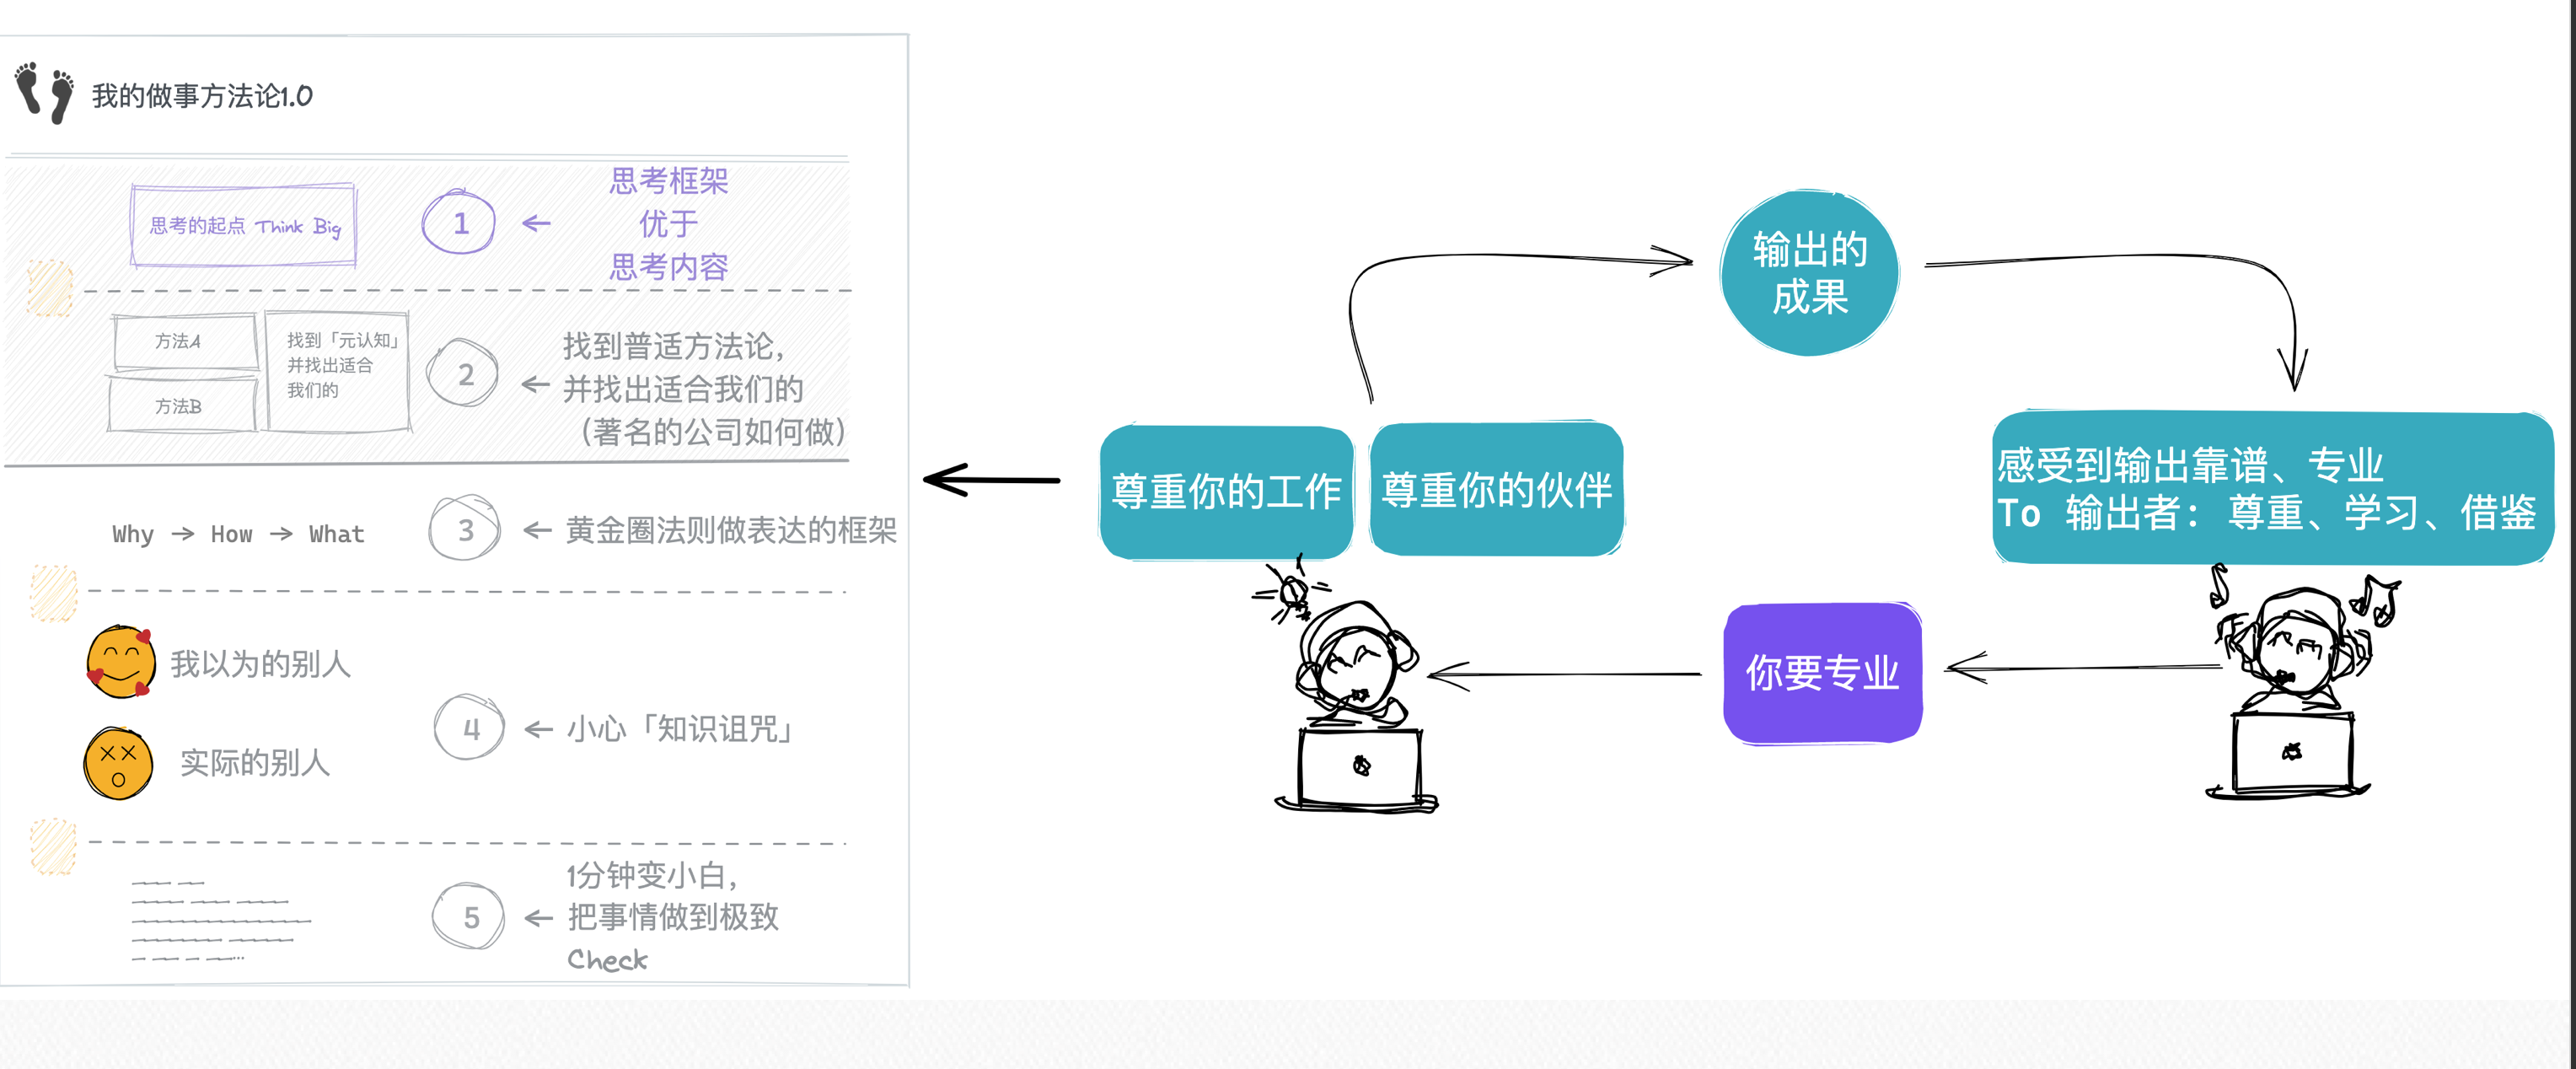 我的做事方法论1.0
思考的起点 Think Big
1
思考框架
优于
思考内容
方法A
方法B
找到「元认知」
并找出适合
我们的
2
找到普适方法论，
并找出适合我们的
（著名的公司如何做）
Why → How → What
3
黄金圈法则做表达的框架
我以为的别人
实际的别人
4
小心「知识诅咒」
5
1分钟变小白，
把事情做到极致
Check
尊重你的工作
尊重你的伙伴
输出的
成果
感受到输出靠谱、专业
To 输出者： 尊重、学习、借鉴
你要专业